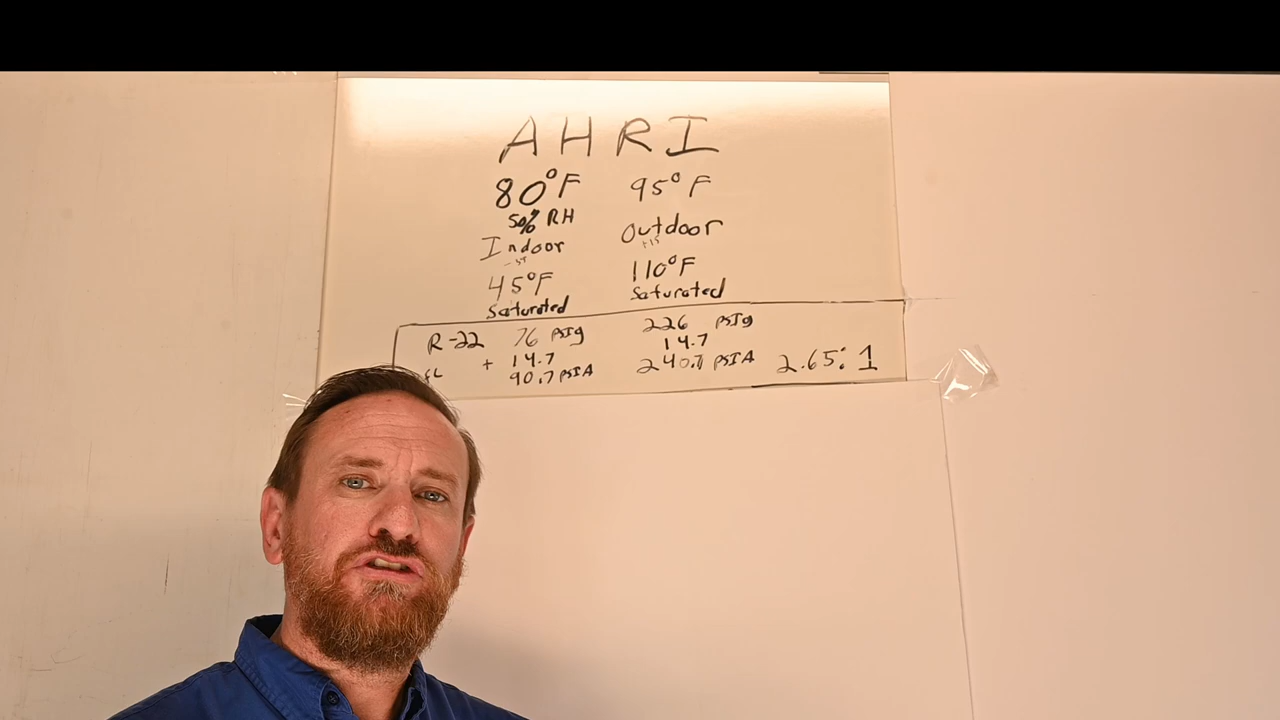 AHRI
80°F 95°F
50% RH
Indoor Outdoor
+15
45°F 110°F
Saturated Saturated
R-22 76 PSIg 226 PSIg
+ 14.7 14.7
90.7 PSIA 240.7 PSIA 2.65:1